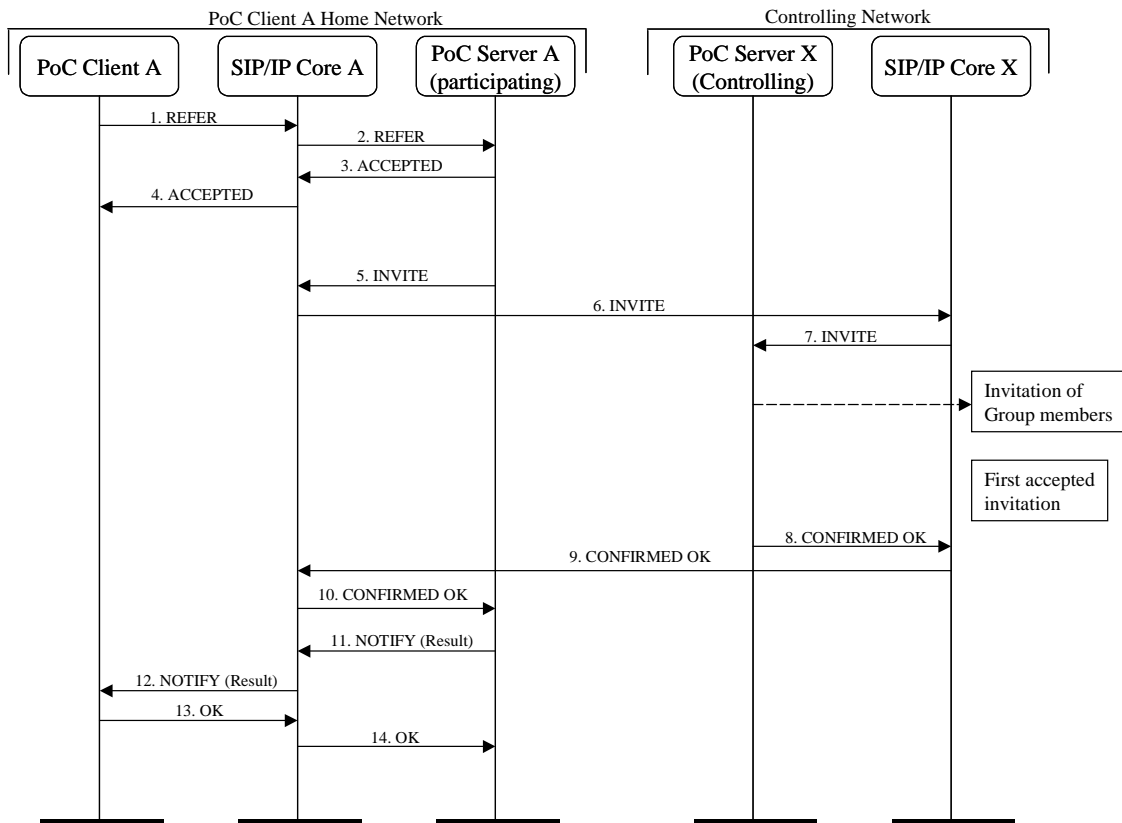 PoC Client A Home Network
Controlling Network
PoC Client A
SIP/IP Core A
PoC Server A
(participating)
PoC Server X
(Controlling)
SIP/IP Core X
1. REFER
2. REFER
3. ACCEPTED
4. ACCEPTED
5. INVITE
6. INVITE
7. INVITE
Invitation of
Group members
First accepted
invitation
8. CONFIRMED OK
9. CONFIRMED OK
10. CONFIRMED OK
11. NOTIFY (Result)
12. NOTIFY (Result)
13. OK
14. OK